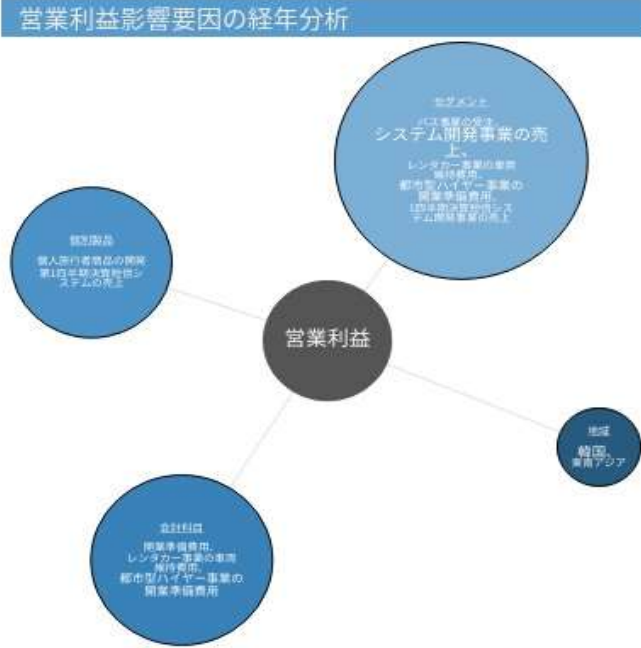 営業利益影響要因の経年分析
セグメント
バス事業の受注、
システム開発事業の売
上、
レンタカー事業の車両
維持費用、
都市型ハイヤー事業の
開業準備費用、
1四半期決算短信シス
テム開発事業の売上
個別製品
個人旅行者商品の開発
第1四半期決算短信シ
ステムの売上
営業利益
地域
韓国、
東南アジア
会計科目
開業準備費用、
レンタカー事業の車両
維持費用、
都市型ハイヤー事業の
開業準備費用